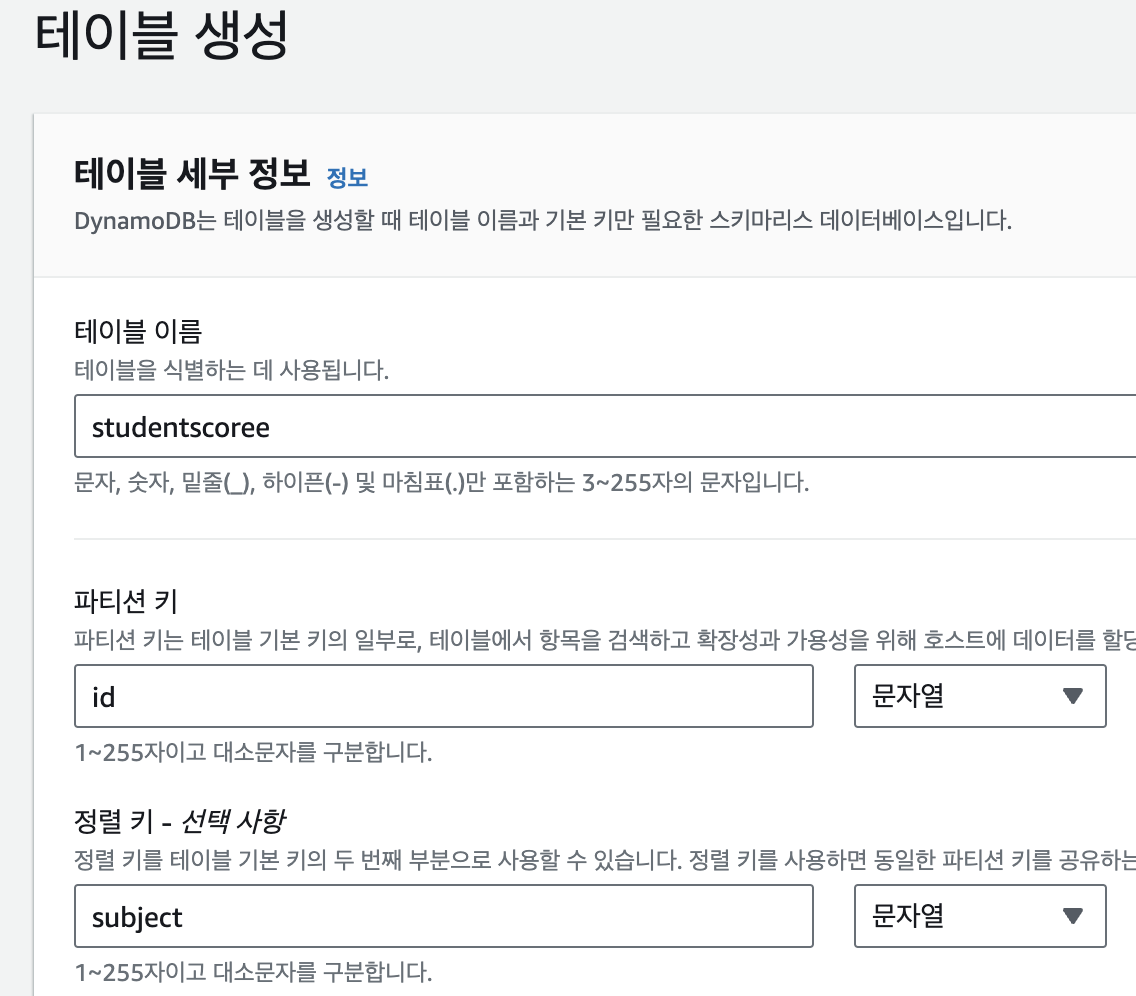 테이블 생성
테이블 세부 정보 정보
DynamoDB는 테이블을 생성할 때 테이블 이름과 기본 키만 필요한 스키마리스 데이터베이스입니다.
테이블 이름
테이블을 식별하는 데 사용됩니다.
studentscoree
문자, 숫자, 밑줄(_), 하이픈(-) 및 마침표(.)만 포함하는 3~255자의 문자입니다.
파티션 키
파티션 키는 테이블 기본 키의 일부로, 테이블에서 항목을 검색하고 확장성과 가용성을 위해 호스트에 데이터를 할당
id 문자열
1~255자이고 대소문자를 구분합니다.
정렬 키 - 선택 사항
정렬 키를 테이블 기본 키의 두 번째 부분으로 사용할 수 있습니다. 정렬 키를 사용하면 동일한 파티션 키를 공유하는
subject 문자열
1~255자이고 대소문자를 구분합니다.